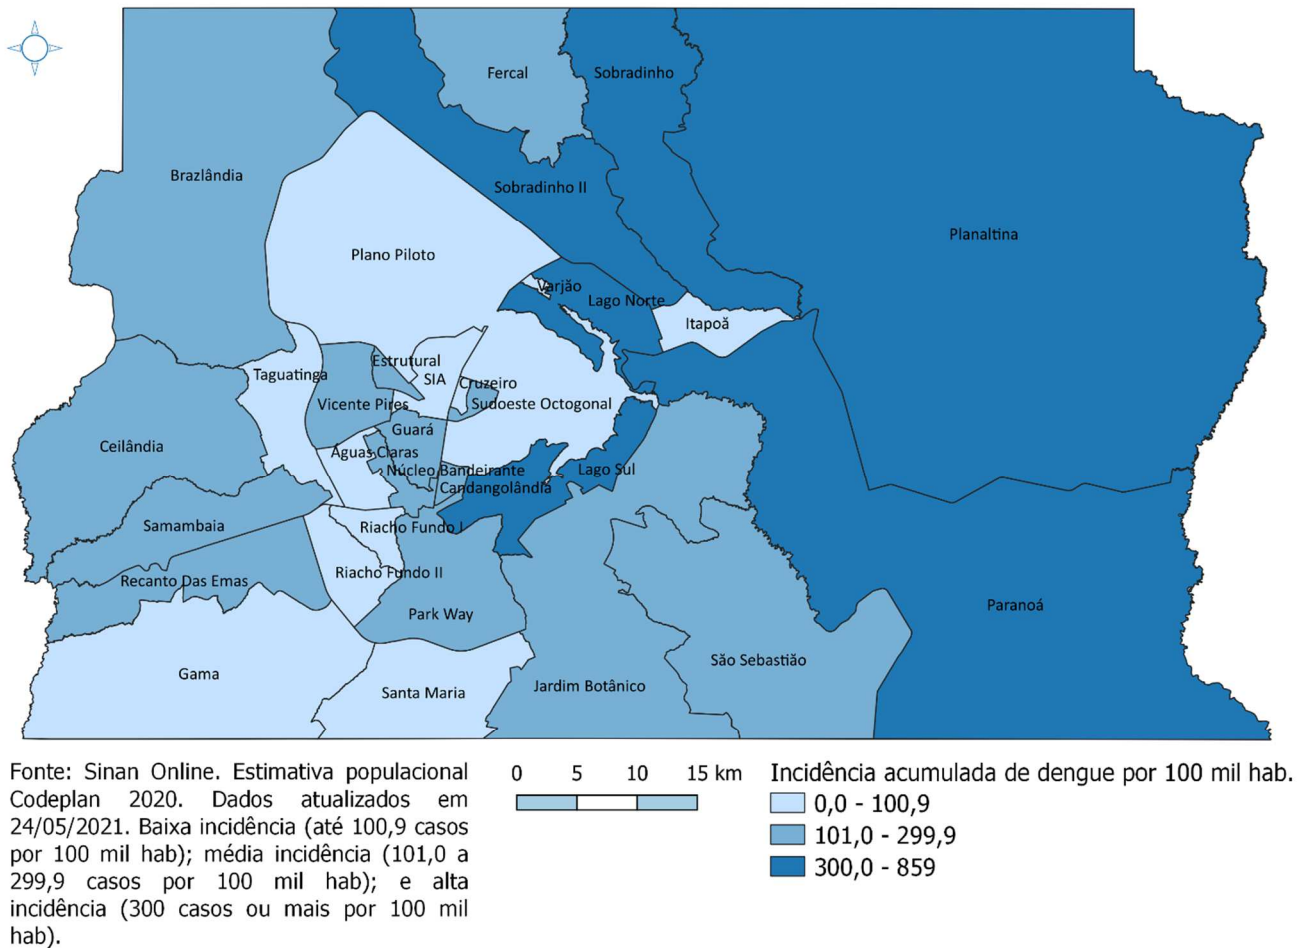 Fercal
Sobradinho
Brazlândia
Sobradinho II
Planaltina
Plano Piloto
Varjão
Lago Norte
Itapoã
Estrutural
Taguatinga
SIA
Cruzeiro
Vicente Pires
Sudoeste Octogonal
Guará
Ceilândia
Águas Claras
Núcleo Bandeirante
Lago Sul
Candangolândia
Samambaia
Riacho Fundo I
Riacho Fundo II
Recanto Das Emas
Park Way
Paranoá
São Sebastião
Gama
Jardim Botânico
Santa Maria
Fonte: Sinan Online. Estimativa populacional
Codeplan 2020. Dados atualizados em
24/05/2021. Baixa incidência (até 100,9 casos
por 100 mil hab); média incidência (101,0 a
299,9 casos por 100 mil hab); e alta
incidência (300 casos ou mais por 100 mil
hab).
0 5 10 15 km
Incidência acumulada de dengue por 100 mil hab.
0,0 - 100,9
101,0 - 299,9
300,0 - 859